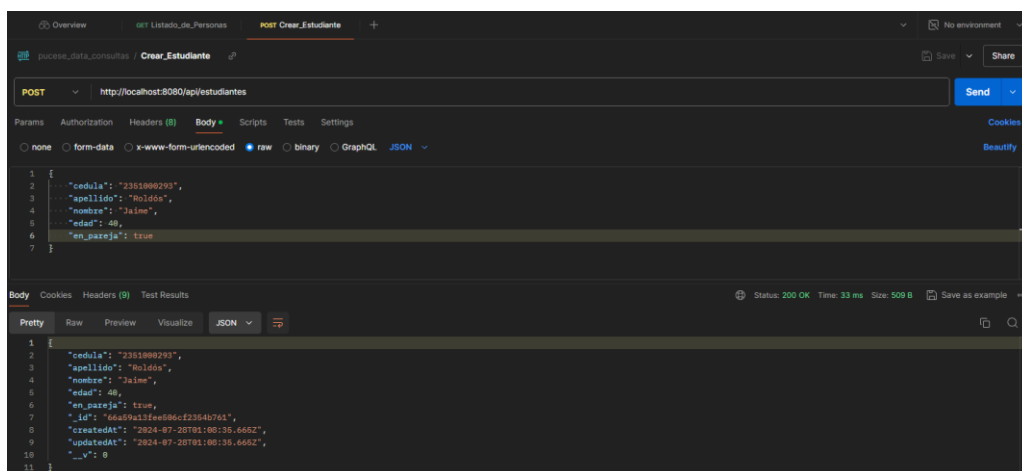 Overview GET Listado_de_Personas POST Crear_Estudiante + No environment
pucese_data_consultas / Crear_Estudiante Save Share
POST http://localhost:8080/api/estudiantes Send
Params Authorization Headers (8) Body Scripts Tests Settings Cookies
none form-data x-www-form-urlencoded raw binary GraphQL JSON Beautify
1 {
2 "cedula": "2351000293",
3 "apellido": "Roldós",
4 "nombre": "Jaime",
5 "edad": 40,
6 "en_pareja": true
7 }
Body Cookies Headers (9) Test Results Status: 200 OK Time: 33 ms Size: 509 B Save as example
Pretty Raw Preview Visualize JSON
1 {
2 "cedula": "2351000293",
3 "apellido": "Roldós",
4 "nombre": "Jaime",
5 "edad": 40,
6 "en_pareja": true,
7 "_id": "66a59a13fee506cf2354b761",
8 "createdAt": "2024-07-28T01:08:35.665Z",
9 "updatedAt": "2024-07-28T01:08:35.665Z",
10 "__v": 0
11 }